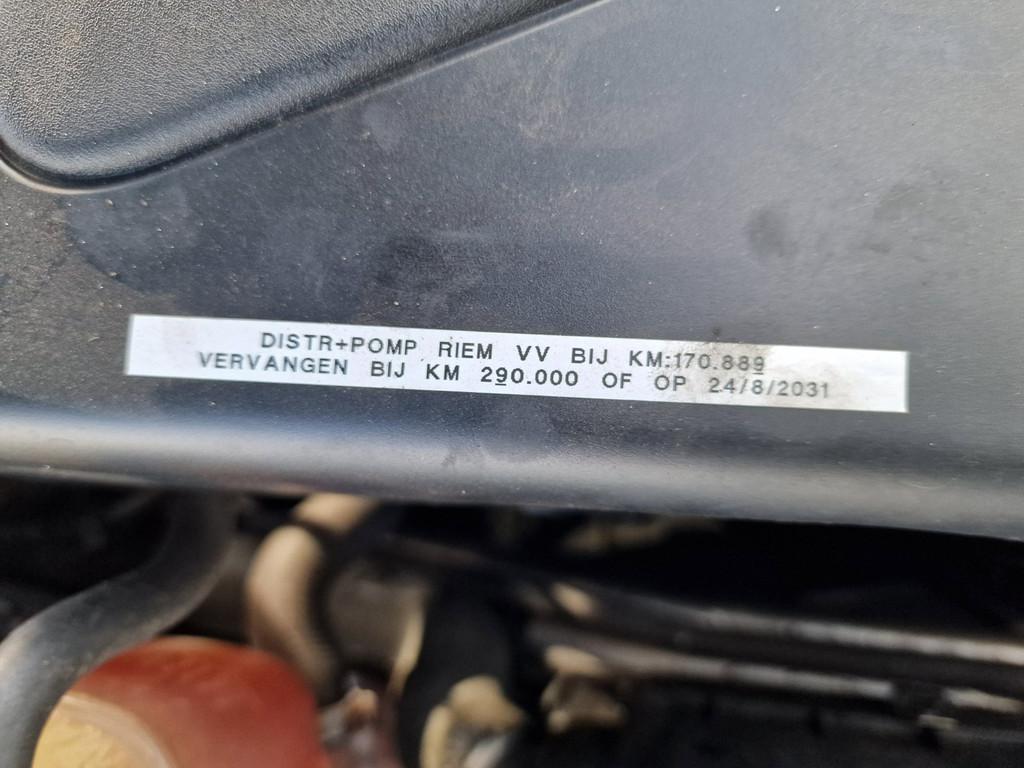 DISTR+POMP RIEM VV BIJ KM:170.889
VERVANGEN BIJ KM 290.000 OF OP 24/8/2031